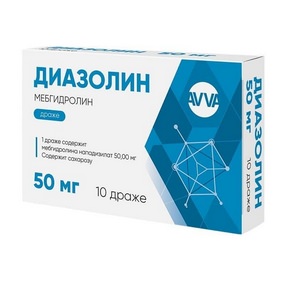 ДИАЗОЛИН
МЕБГИДРОЛИН
драже
1 драже содержит
мебгидролина нападизилат 50,00 мг
Содержит сахарозу
50 мг
10 драже
AVVA
ДИАЗОЛИН
50 МГ
10 драже